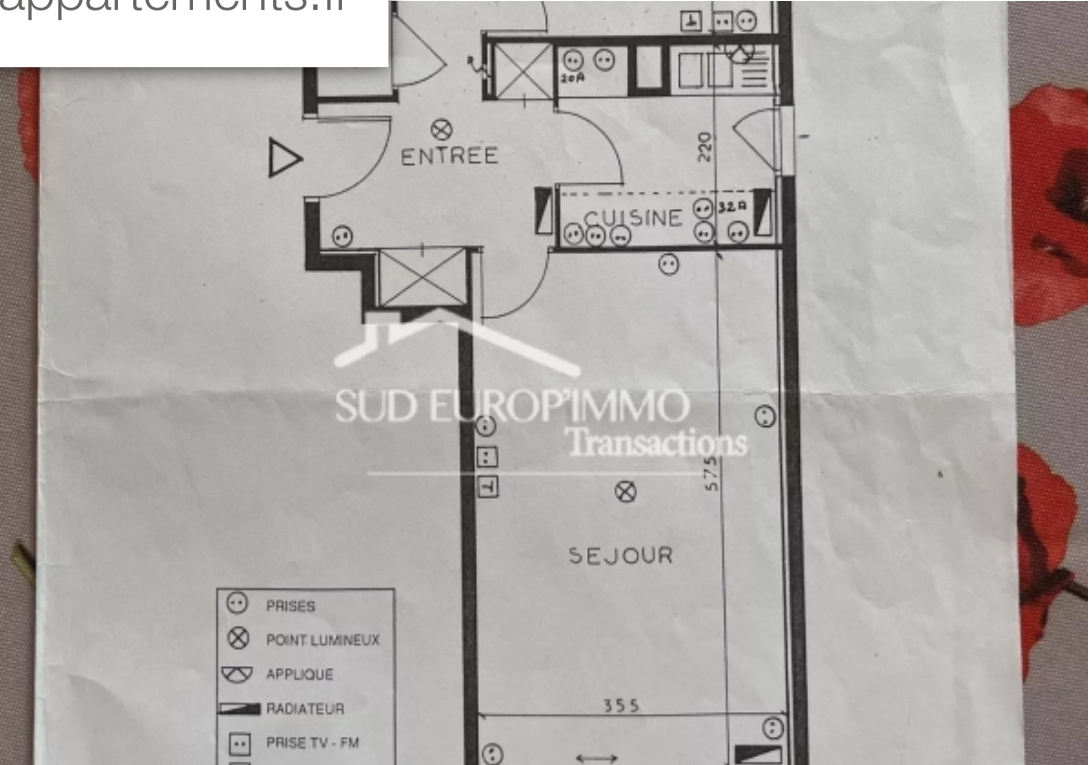 appartements.fr
20A
ENTREE
220
CUISINE
32A
SUD EUROP'IMMO
Transactions
575
SEJOUR
PRISES
POINT LUMINEUX
APPLIQUE
RADIATEUR
355
PRISE TV - FM